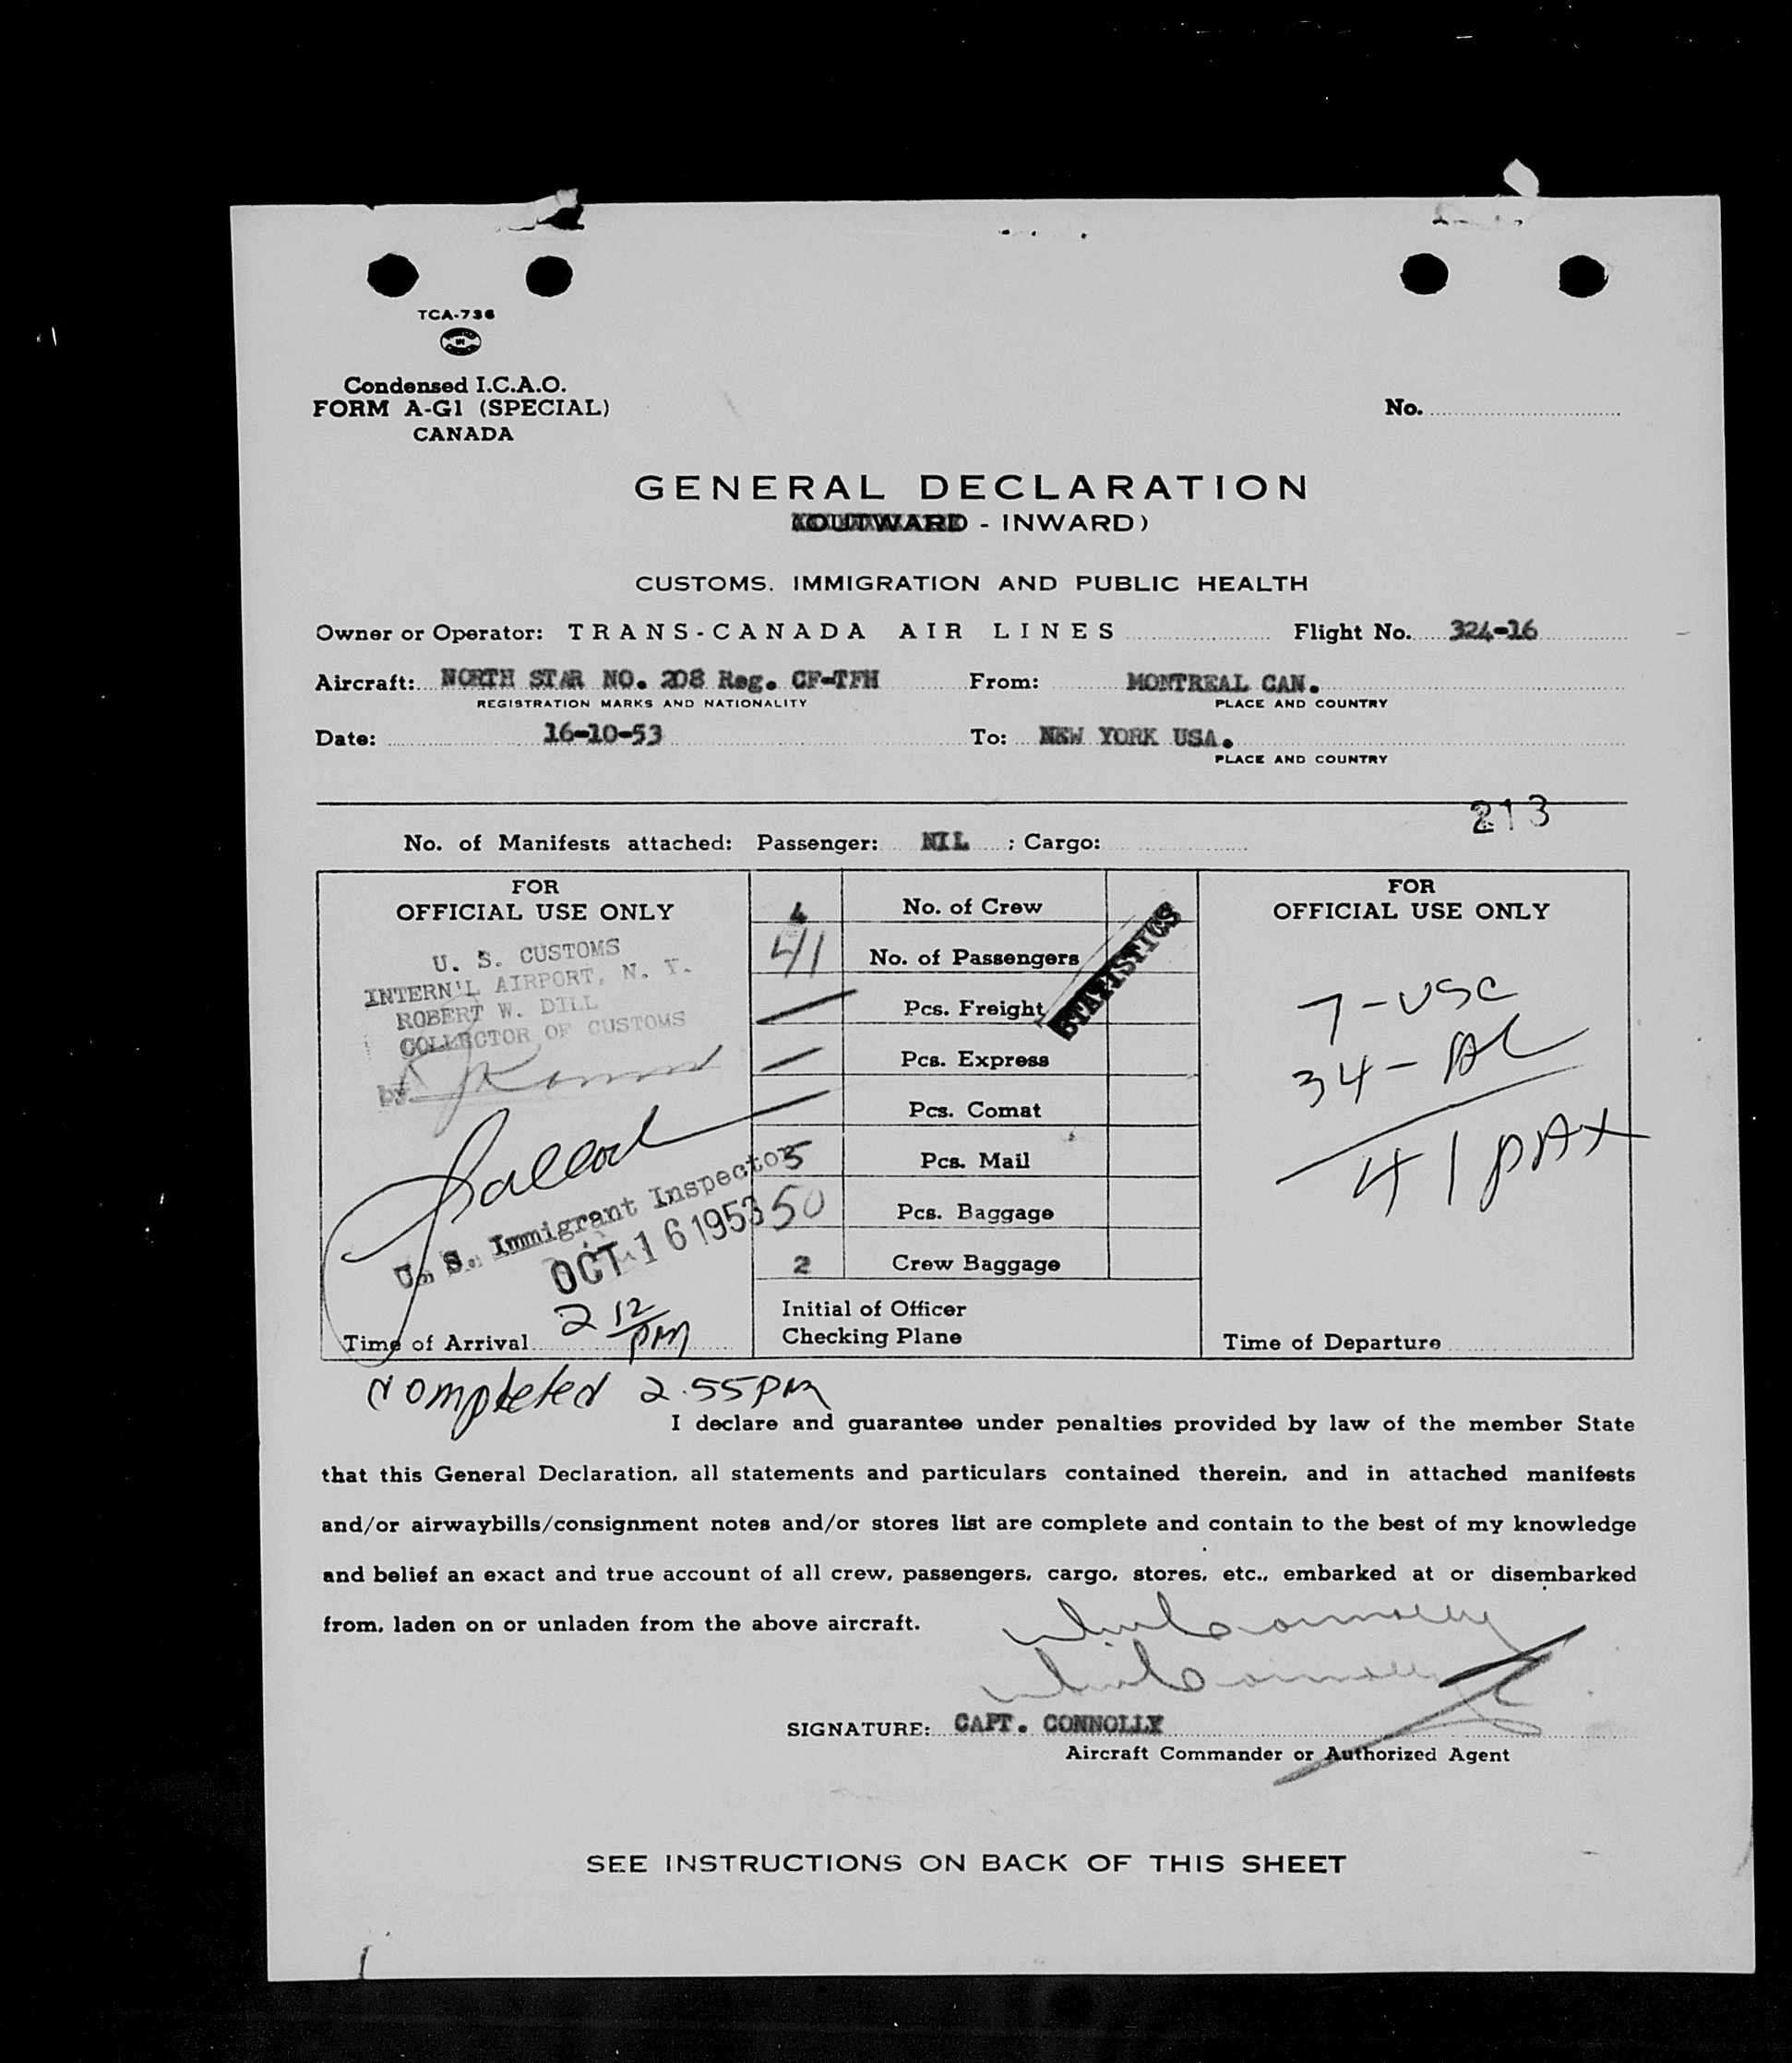 TCA-736
Condensed I.C.A.O.
FORM A-G1 (SPECIAL)
CANADA
No.
GENERAL DECLARATION
(OUTWARD - INWARD)
CUSTOMS, IMMIGRATION AND PUBLIC HEALTH
Owner or Operator: TRANS-CANADA AIR LINES Flight No. 324-16
Aircraft: NORTH STAR NO. 208 Reg. CF-TFH From: MONTREAL CAN.
REGISTRATION MARKS AND NATIONALITY PLACE AND COUNTRY
Date: 16-10-53 To: NEW YORK USA.
PLACE AND COUNTRY
213
No. of Manifests attached: Passenger: NIL ; Cargo:
FOR
OFFICIAL USE ONLY
U. S. CUSTOMS
INTERN'L AIRPORT, N. Y.
ROBERT W. DILL
COLLECTOR OF CUSTOMS
by
U. S. Immigrant Inspector
OCT 16 1953
2 12 PM
Time of Arrival
4 No. of Crew
41 No. of Passengers
— Pcs. Freight
— Pcs. Express
— Pcs. Comat
5 Pcs. Mail
50 Pcs. Baggage
2 Crew Baggage
Initial of Officer
Checking Plane
STATISTICS
FOR
OFFICIAL USE ONLY
7-USC
34-AL
41 PAX
Time of Departure
Completed 2.55PM
I declare and guarantee under penalties provided by law of the member State
that this General Declaration, all statements and particulars contained therein, and in attached manifests
and/or airwaybills/consignment notes and/or stores list are complete and contain to the best of my knowledge
and belief an exact and true account of all crew, passengers, cargo, stores, etc., embarked at or disembarked
from, laden on or unladen from the above aircraft.
SIGNATURE: CAPT. CONNOLLY
Aircraft Commander or Authorized Agent
SEE INSTRUCTIONS ON BACK OF THIS SHEET